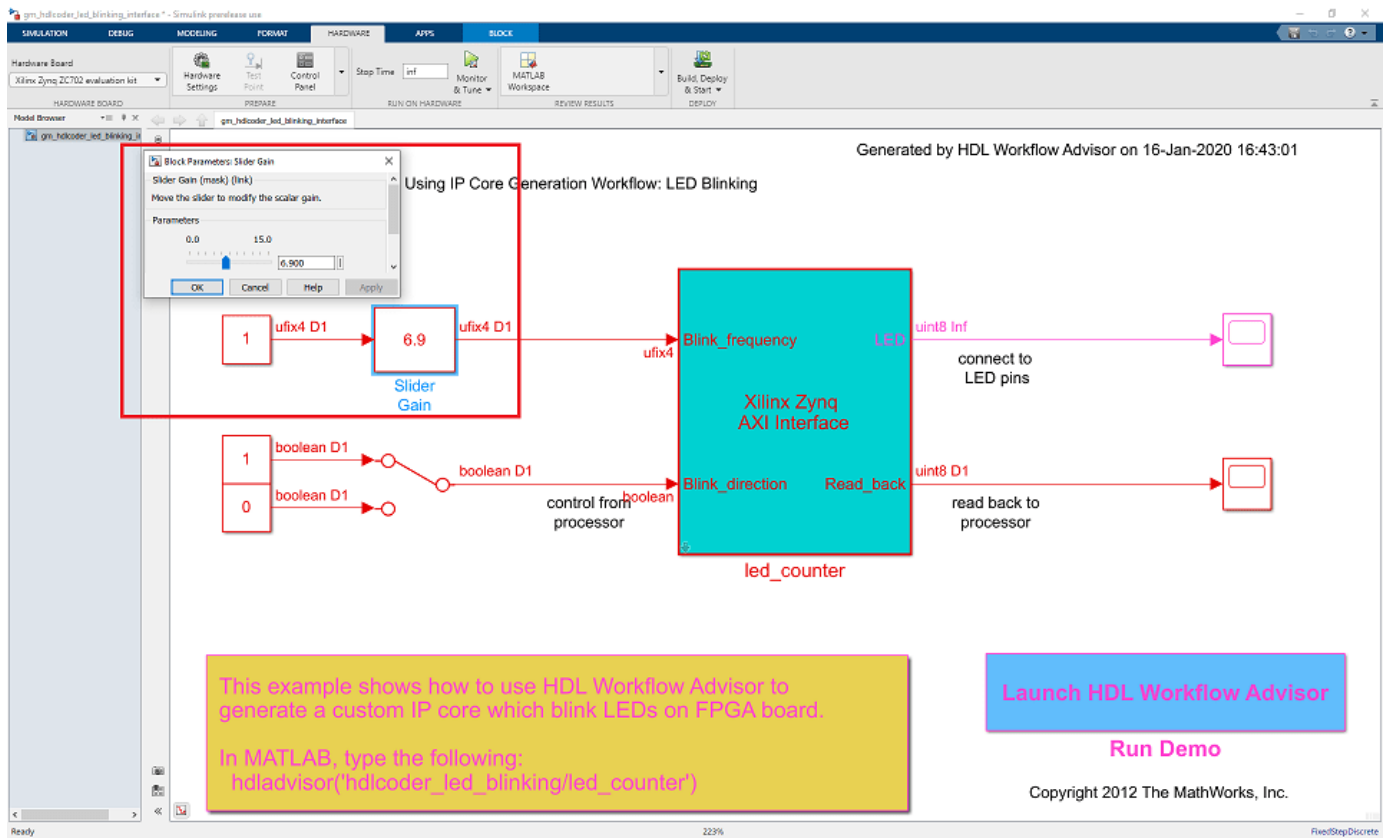 gm_hdlcoder_led_blinking_interface * - Simulink prerelease use
SIMULATION DEBUG MODELING FORMAT HARDWARE APPS BLOCK
Hardware Board
Xilinx Zynq ZC702 evaluation kit
HARDWARE BOARD
Hardware Settings
Test Point
Control Panel
PREPARE
Stop Time inf
Monitor & Tune
RUN ON HARDWARE
MATLAB Workspace
REVIEW RESULTS
Build, Deploy & Start
DEPLOY
Model Browser
gm_hdlcoder_led_blinking_interface
gm_hdlcoder_led_blinking_i
Generated by HDL Workflow Advisor on 16-Jan-2020 16:43:01
Using IP Core Generation Workflow: LED Blinking
Block Parameters: Slider Gain
Slider Gain (mask) (link)
Move the slider to modify the scalar gain.
Parameters
0.0 15.0
6.900
OK Cancel Help Apply
1
ufix4 D1
6.9
ufix4 D1
Slider
Gain
ufix4
Blink_frequency
LED
uint8 Inf
connect to
LED pins
Xilinx Zynq
AXI Interface
1
boolean D1
0
boolean D1
boolean D1
control from
processor
boolean
Blink_direction
Read_back
uint8 D1
read back to
processor
led_counter
This example shows how to use HDL Workflow Advisor to
generate a custom IP core which blink LEDs on FPGA board.
In MATLAB, type the following:
hdladvisor('hdlcoder_led_blinking/led_counter')
Launch HDL Workflow Advisor
Run Demo
Copyright 2012 The MathWorks, Inc.
Ready
223%
FixedStepDiscrete